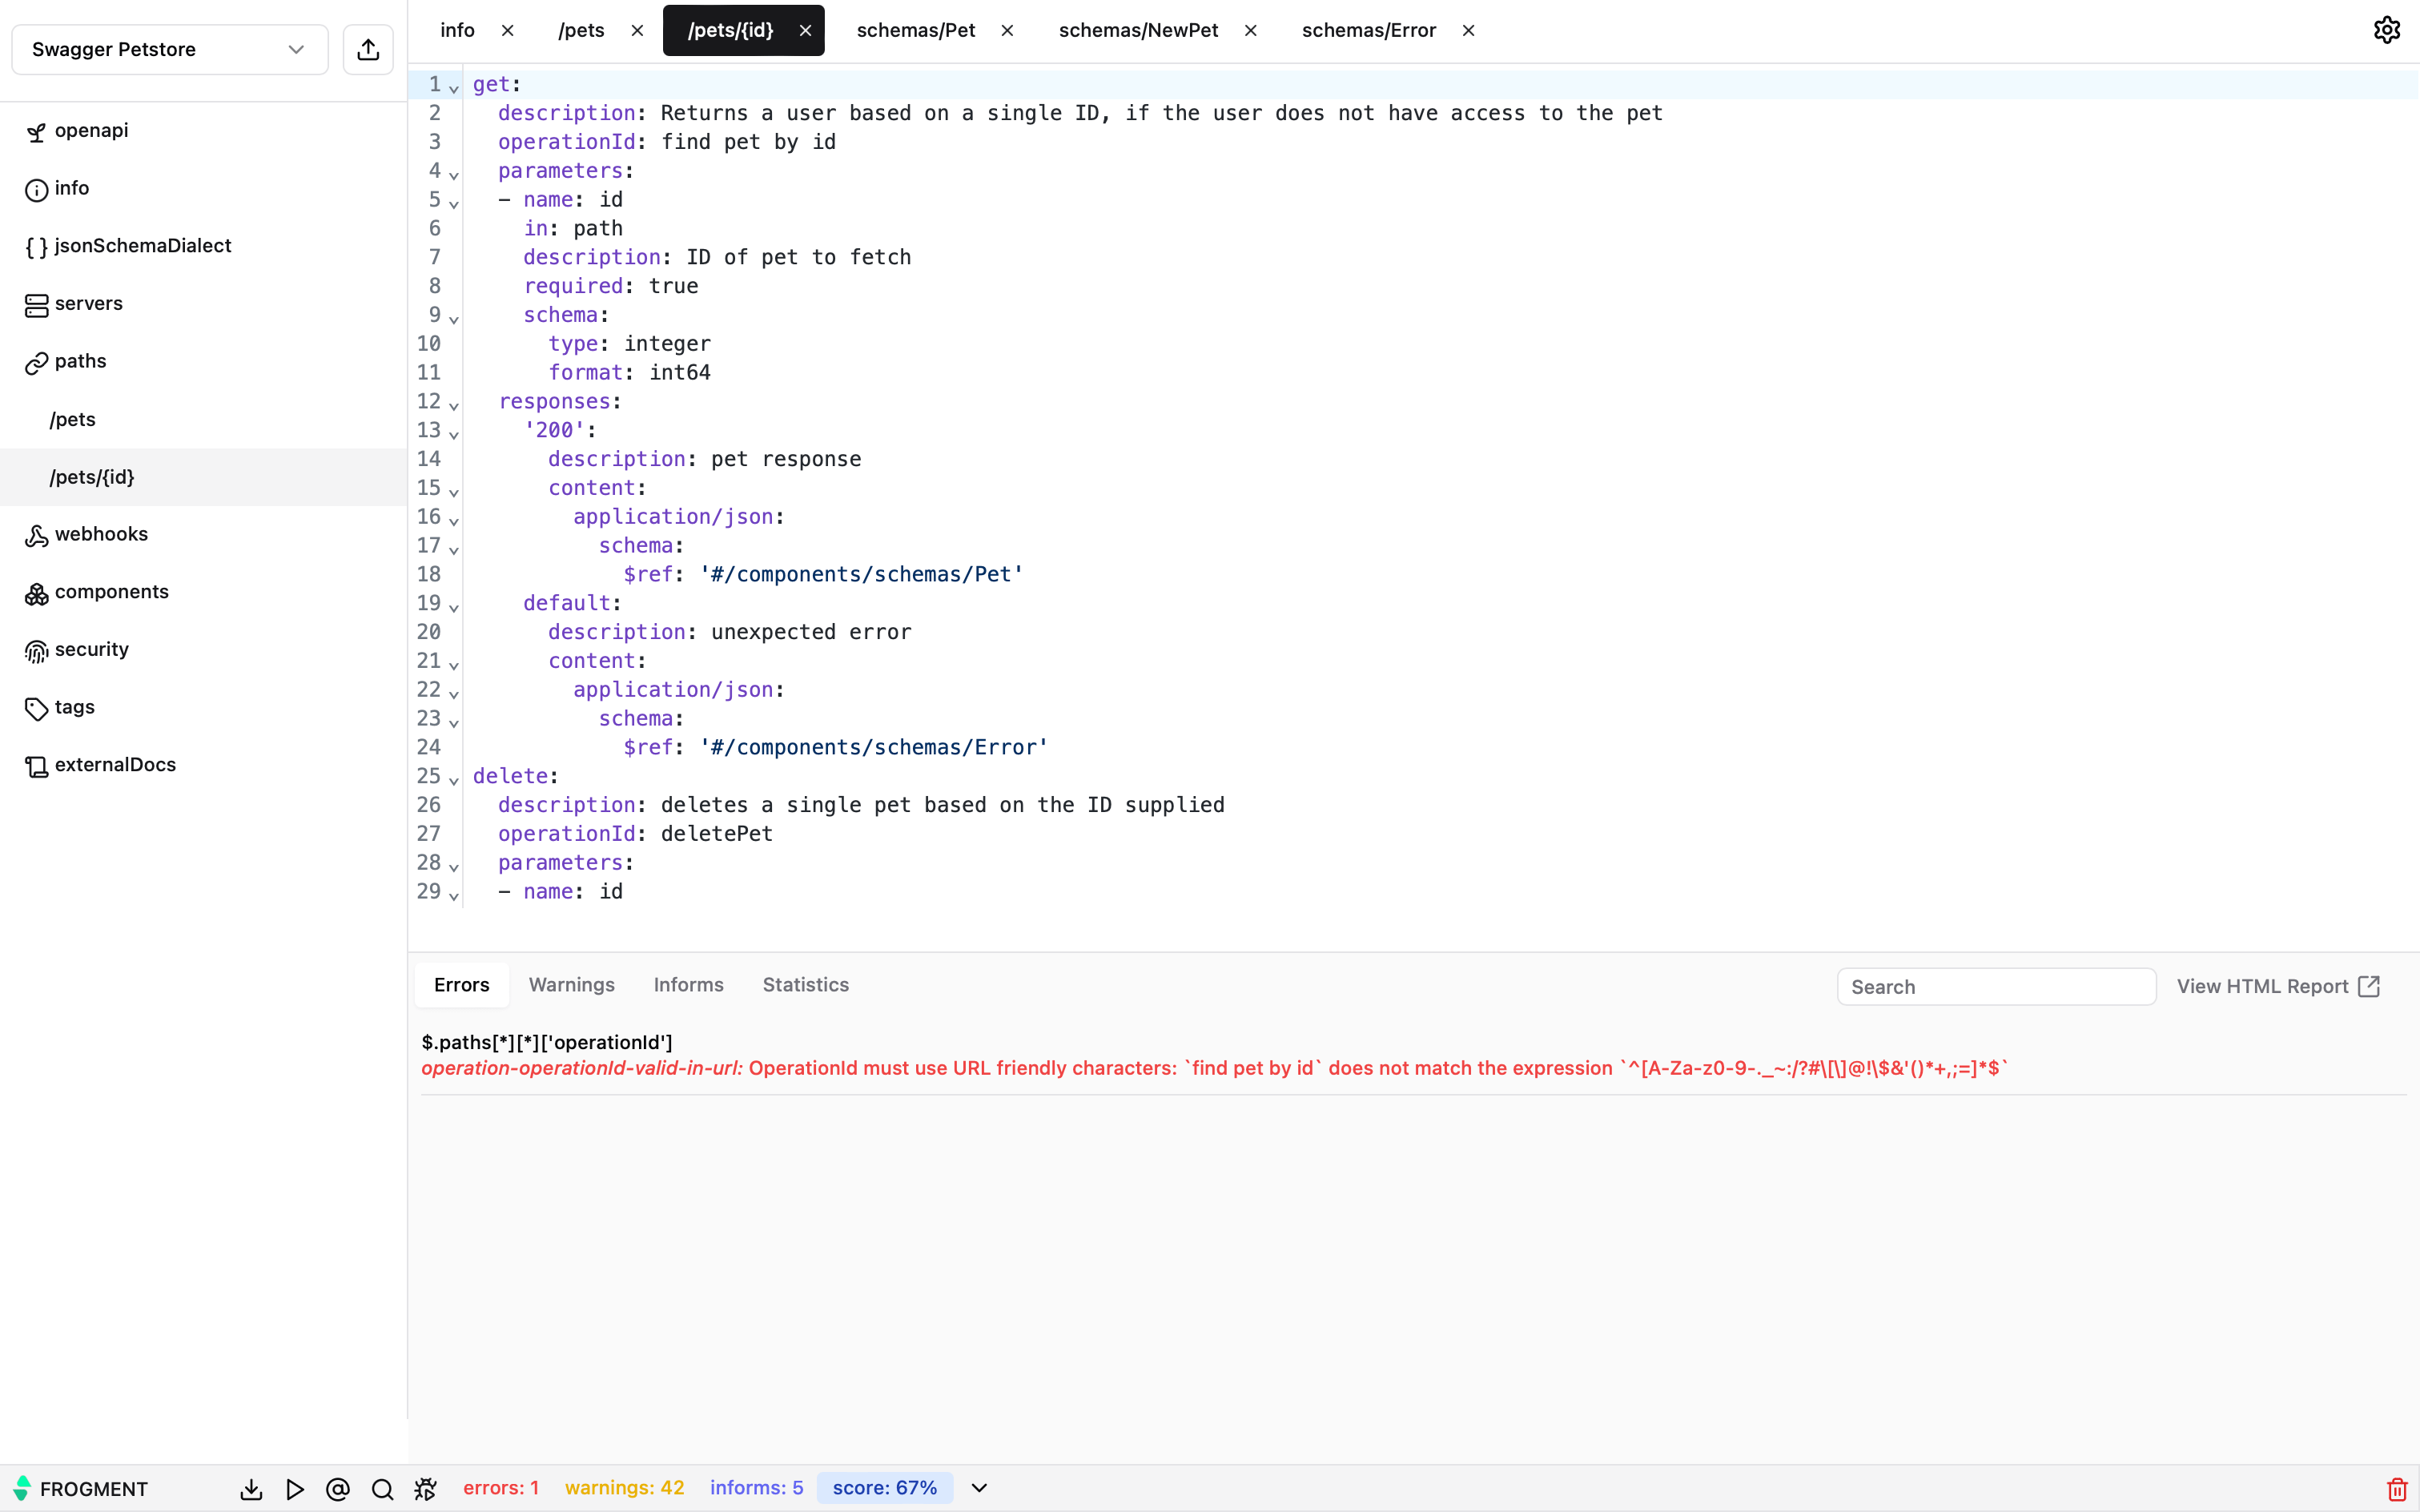 Swagger Petstore
openapi
info
jsonSchemaDialect
servers
paths
/pets
/pets/{id}
webhooks
components
security
tags
externalDocs
info /pets /pets/{id} schemas/Pet schemas/NewPet schemas/Error
1 get:
2 description: Returns a user based on a single ID, if the user does not have access to the pet
3 operationId: find pet by id
4 parameters:
5 - name: id
6 in: path
7 description: ID of pet to fetch
8 required: true
9 schema:
10 type: integer
11 format: int64
12 responses:
13 '200':
14 description: pet response
15 content:
16 application/json:
17 schema:
18 $ref: '#/components/schemas/Pet'
19 default:
20 description: unexpected error
21 content:
22 application/json:
23 schema:
24 $ref: '#/components/schemas/Error'
25 delete:
26 description: deletes a single pet based on the ID supplied
27 operationId: deletePet
28 parameters:
29 - name: id
Errors Warnings Informs Statistics Search View HTML Report
$.paths[*][*]['operationId']
operation-operationId-valid-in-url: OperationId must use URL friendly characters: `find pet by id` does not match the expression `^[A-Za-z0-9-._~:/?#\[\]@!\$&'()*+,;=]*$`
FROGMENT errors: 1 warnings: 42 informs: 5 score: 67%